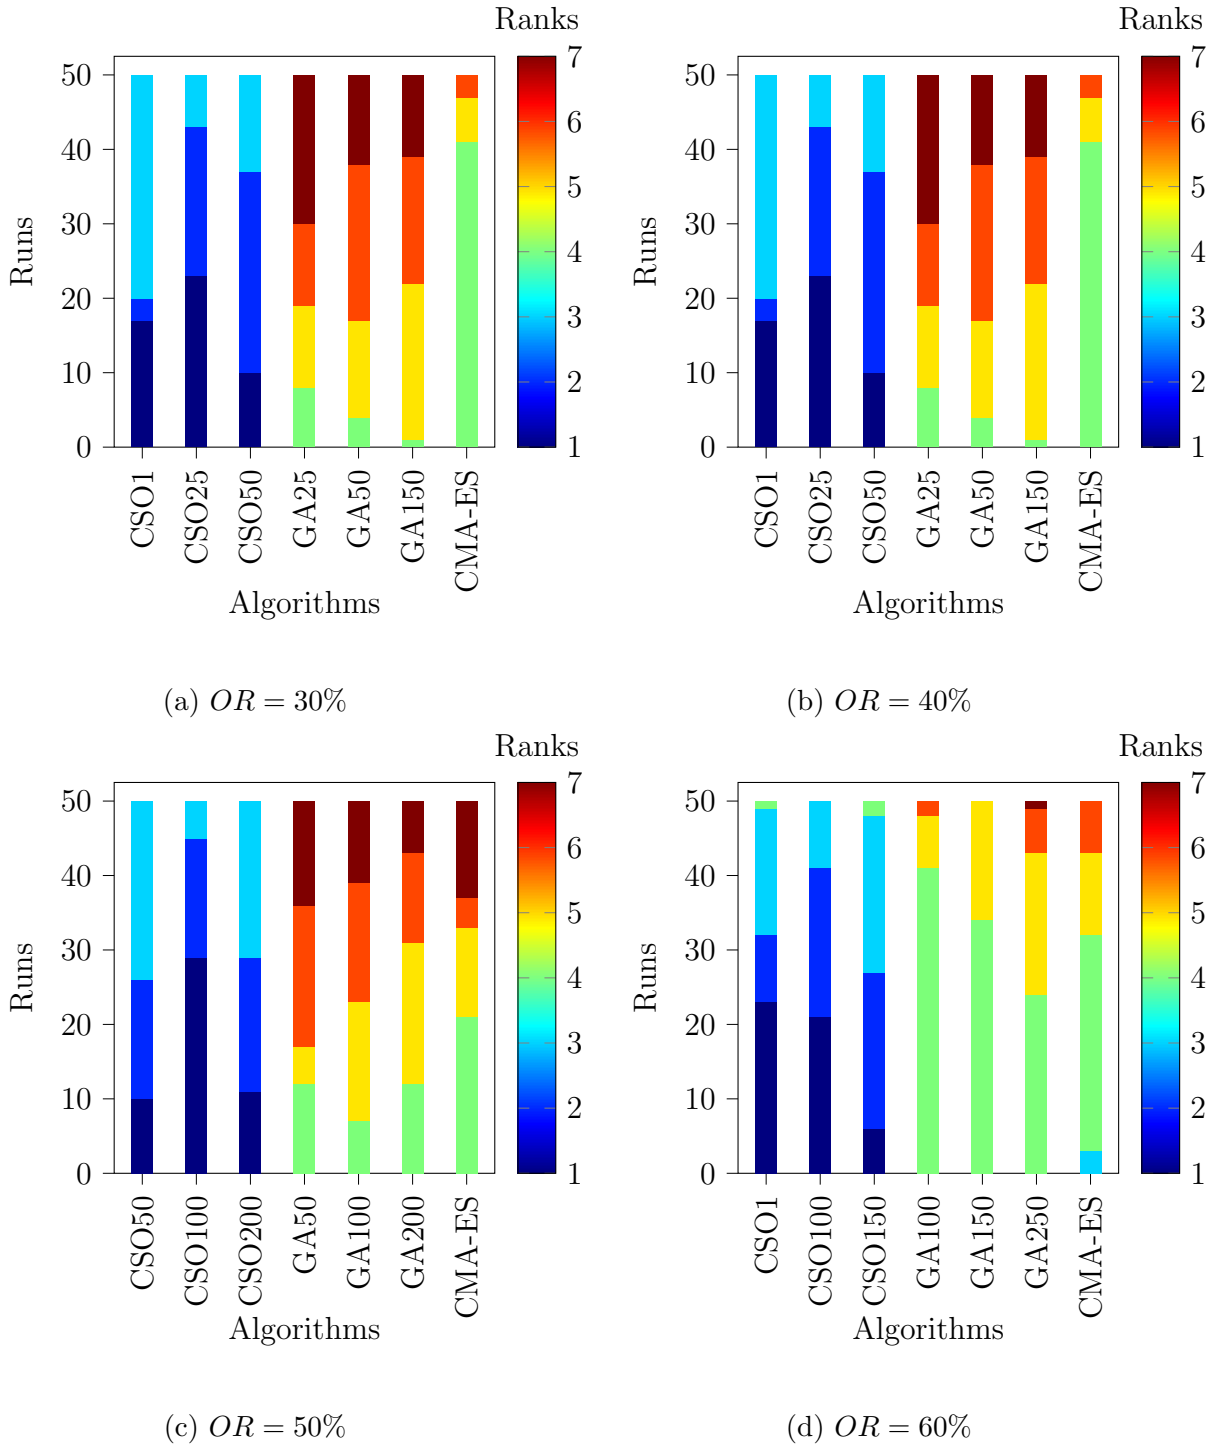 Ranks
Ranks
50
40
30
20
10
0
Runs
7
6
5
4
3
2
1
CSO1
CSO25
CSO50
GA25
GA50
GA150
CMA-ES
Algorithms
50
40
30
20
10
0
Runs
7
6
5
4
3
2
1
CSO1
CSO25
CSO50
GA25
GA50
GA150
CMA-ES
Algorithms
(a) OR = 30%
(b) OR = 40%
Ranks
Ranks
50
40
30
20
10
0
Runs
7
6
5
4
3
2
1
CSO50
CSO100
CSO200
GA50
GA100
GA200
CMA-ES
Algorithms
50
40
30
20
10
0
Runs
7
6
5
4
3
2
1
CSO1
CSO100
CSO150
GA100
GA150
GA250
CMA-ES
Algorithms
(c) OR = 50%
(d) OR = 60%